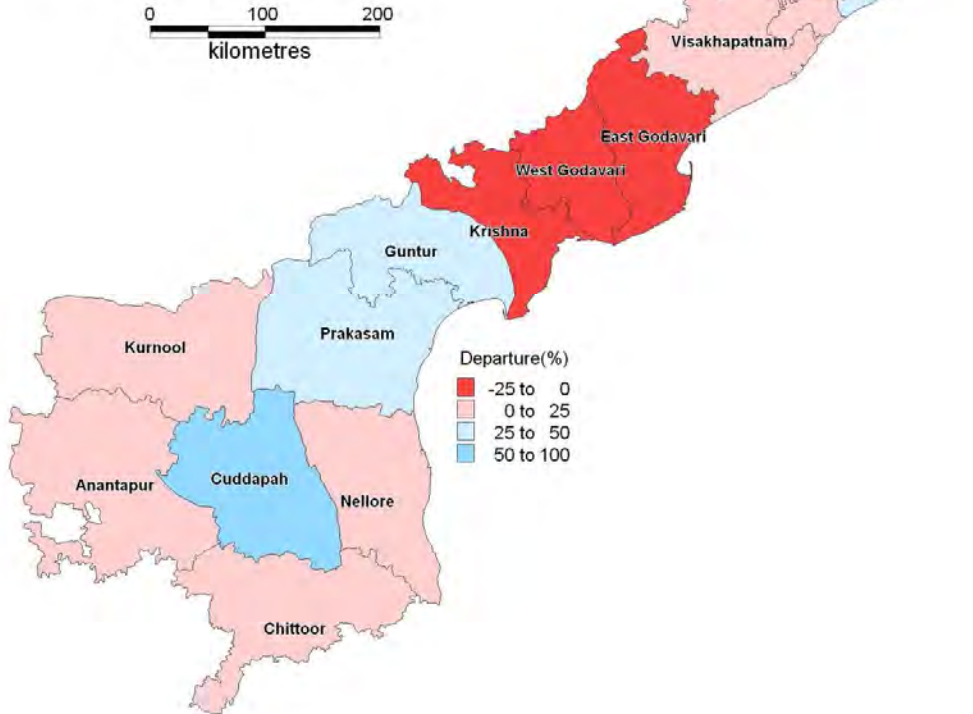 0 100 200
kilometres
Visakhapatnam
East Godavari
West Godavari
Krishna
Guntur
Prakasam
Kurnool
Departure(%)
-25 to 0
0 to 25
25 to 50
50 to 100
Cuddapah
Anantapur
Nellore
Chittoor